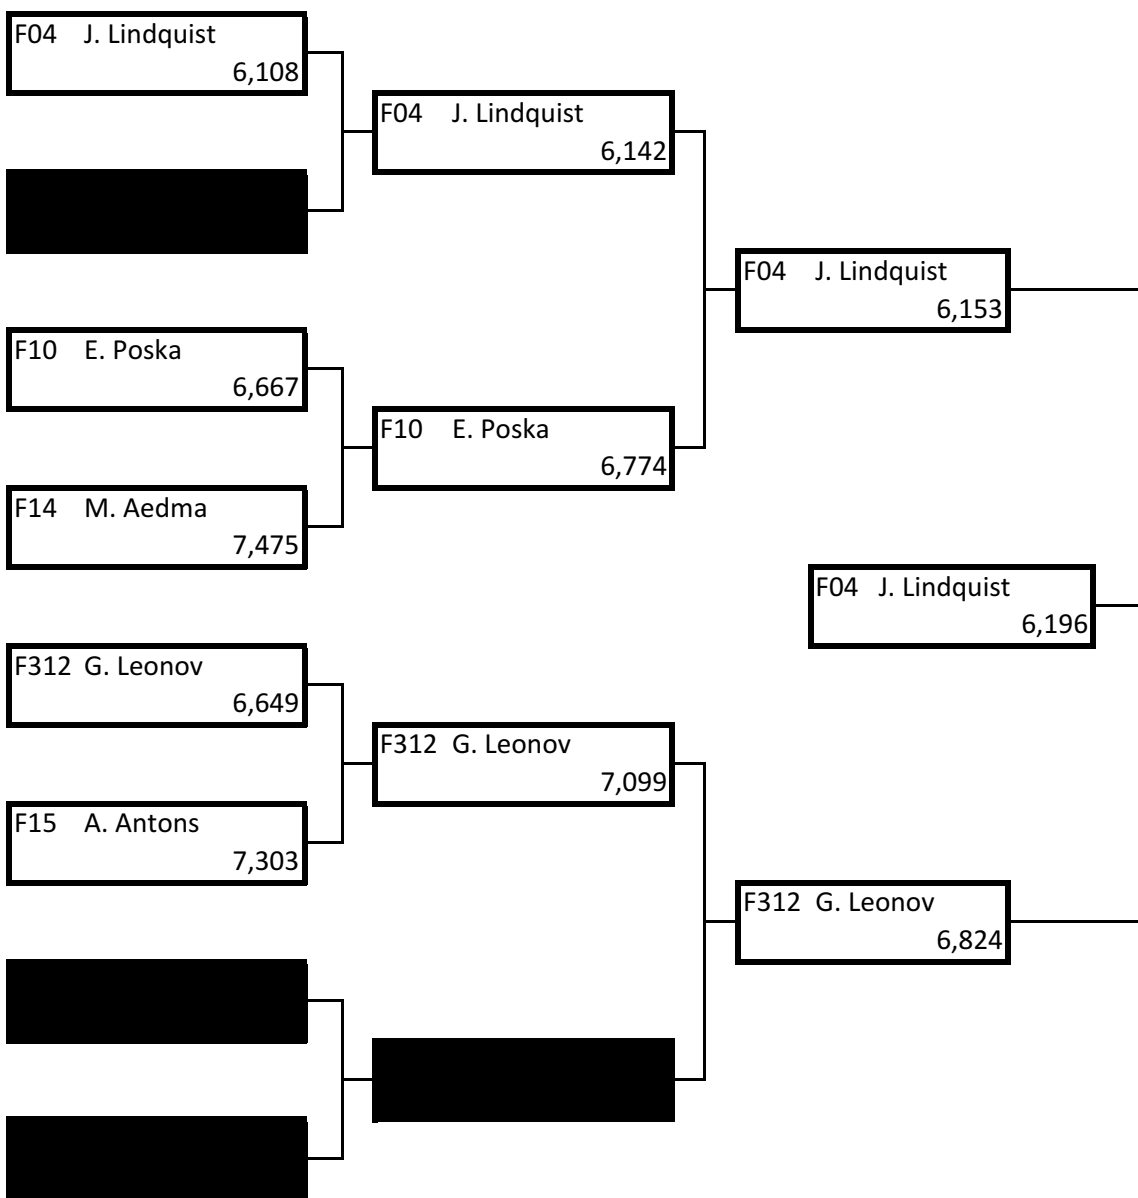 F04 J. Lindquist
6,108
F04 J. Lindquist
6,142
F04 J. Lindquist
6,153
F10 E. Poska
6,667
F10 E. Poska
6,774
F14 M. Aedma
7,475
F04 J. Lindquist
6,196
F312 G. Leonov
6,649
F312 G. Leonov
7,099
F15 A. Antons
7,303
F312 G. Leonov
6,824